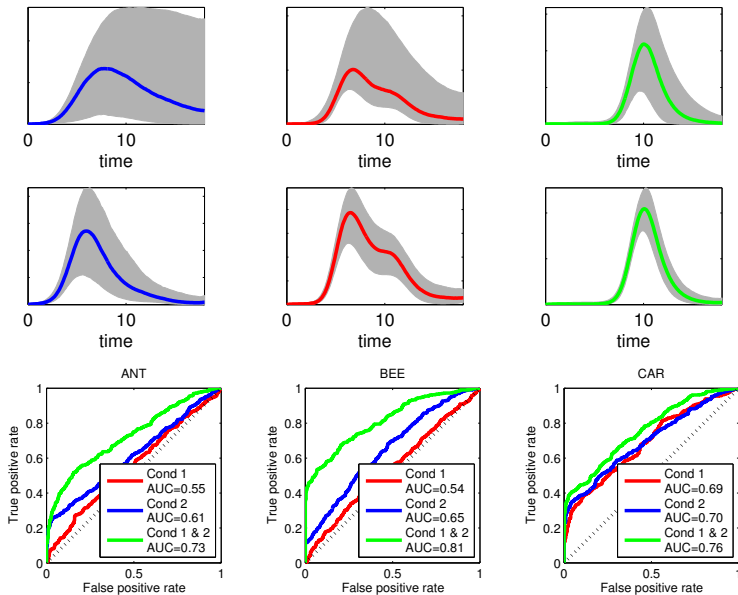 0 10
time
0 10
time
0 10
time
0 10
time
0 10
time
0 10
time
ANT
True positive rate
1
0.8
0.6
0.4
0.2
0
0.5 1
False positive rate
Cond 1
AUC=0.55
Cond 2
AUC=0.61
Cond 1 & 2
AUC=0.73
BEE
True positive rate
1
0.8
0.6
0.4
0.2
0
0.5 1
False positive rate
Cond 1
AUC=0.54
Cond 2
AUC=0.65
Cond 1 & 2
AUC=0.81
CAR
True positive rate
1
0.8
0.6
0.4
0.2
0
0.5 1
False positive rate
Cond 1
AUC=0.69
Cond 2
AUC=0.70
Cond 1 & 2
AUC=0.76